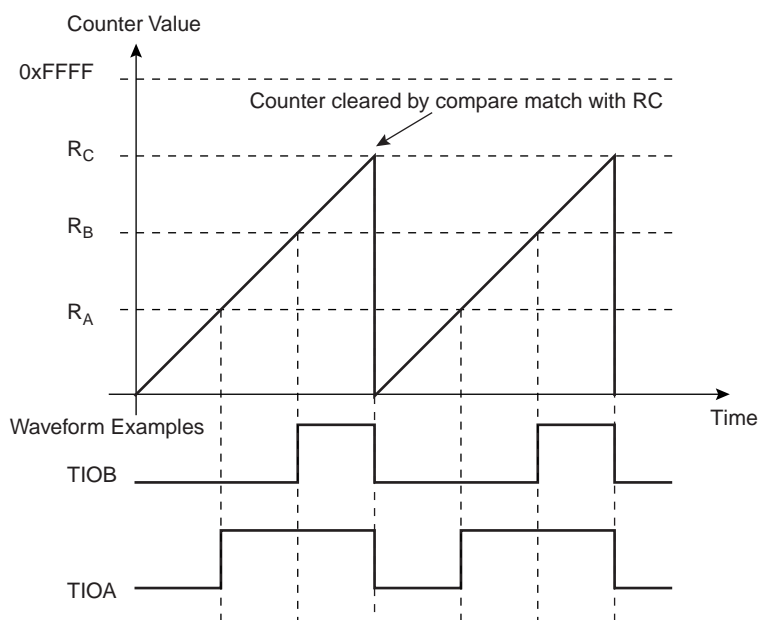 Counter Value
0xFFFF
Counter cleared by compare match with RC
RC
RB
RA
Time
Waveform Examples
TIOB
TIOA